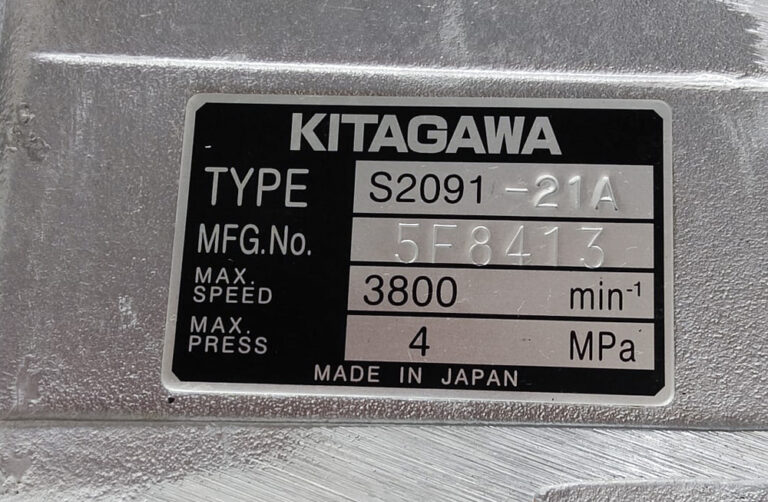 KITAGAWA
TYPE S2091-21A
MFG.No. 5F8413
MAX. SPEED 3800 min⁻¹
MAX. PRESS 4 MPa
MADE IN JAPAN